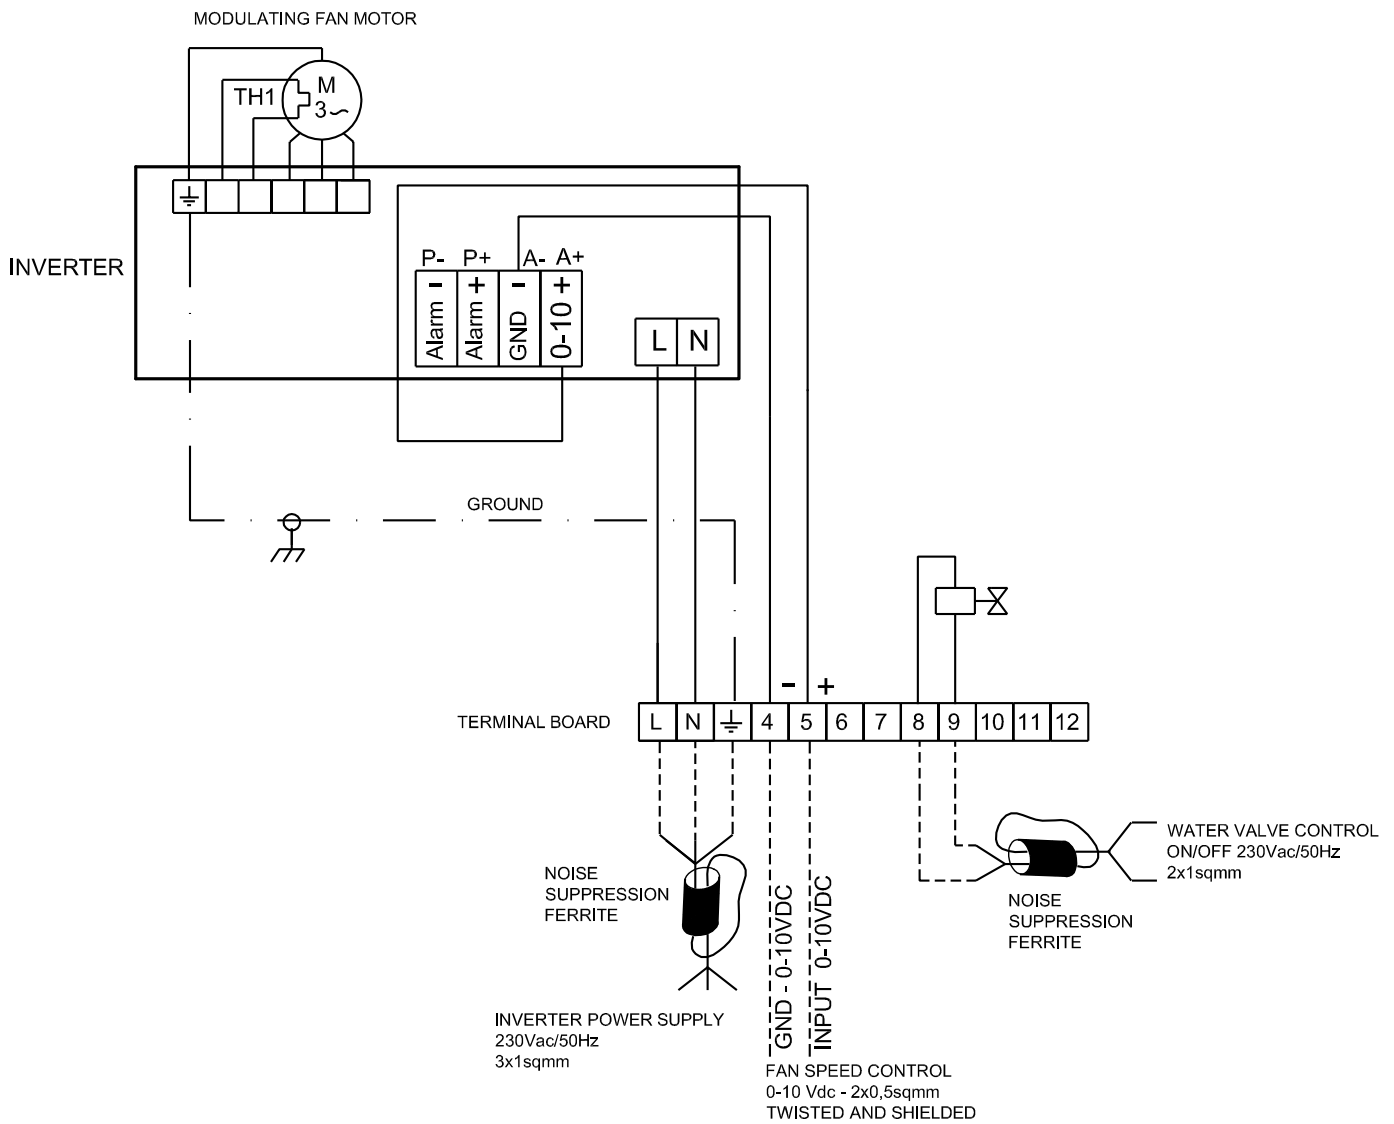 MODULATING FAN MOTOR
TH1
M
3~
INVERTER
P- P+ A- A+
Alarm -
Alarm +
GND -
0-10 +
L N
GROUND
- +
TERMINAL BOARD
L N 4 5 6 7 8 9 10 11 12
NOISE
SUPPRESSION
FERRITE
INVERTER POWER SUPPLY
230Vac/50Hz
3x1sqmm
GND - 0-10VDC
INPUT 0-10VDC
FAN SPEED CONTROL
0-10 Vdc - 2x0,5sqmm
TWISTED AND SHIELDED
WATER VALVE CONTROL
ON/OFF 230Vac/50Hz
2x1sqmm
NOISE
SUPPRESSION
FERRITE